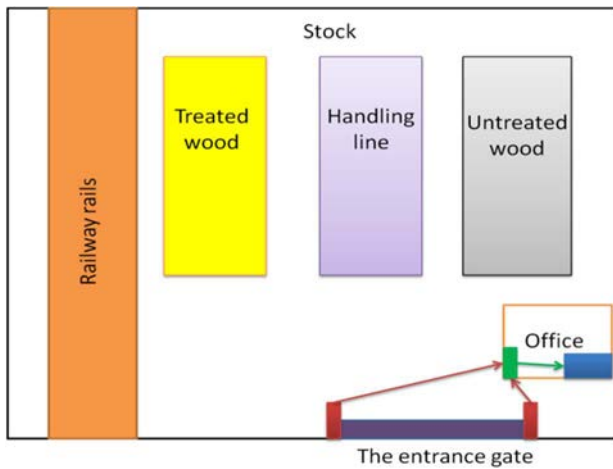 Stock
Railway rails
Treated
wood
Handling
line
Untreated
wood
Office
The entrance gate